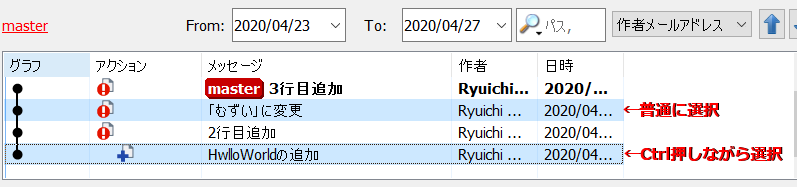 master From: 2020/04/23 To: 2020/04/27 パス, 作者メールアドレス
グラフ アクション メッセージ 作者 日時
master 3行目追加 Ryuichi... 2020/...
「むずい」に変更 Ryuichi ... 2020/04... ←普通に選択
2行目追加 Ryuichi ... 2020/04...
HwlloWorldの追加 Ryuichi ... 2020/04... ←Ctrl押しながら選択